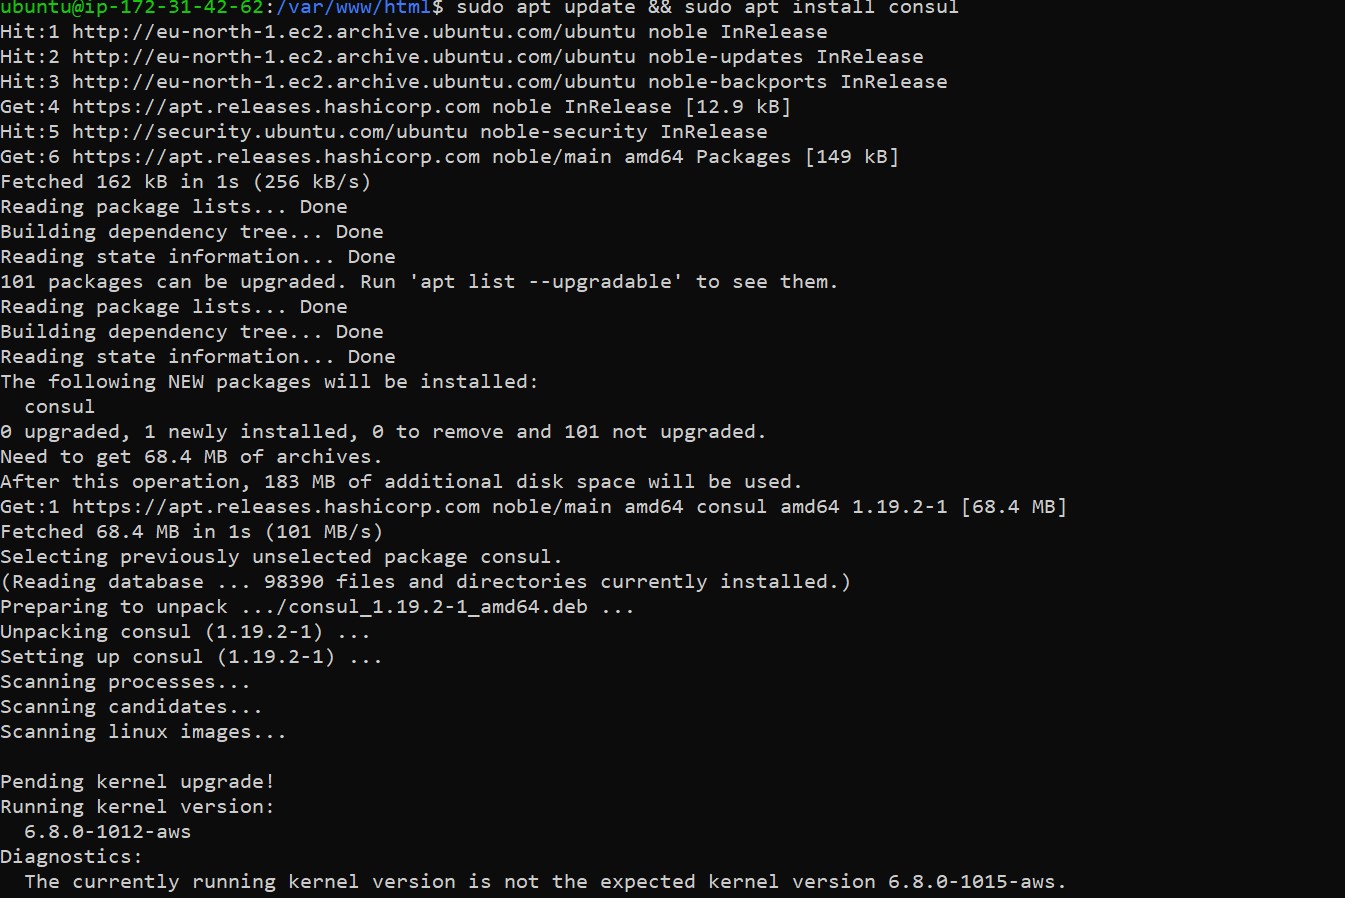 ubuntu@ip-172-31-42-62:/var/www/html$ sudo apt update && sudo apt install consul
Hit:1 http://eu-north-1.ec2.archive.ubuntu.com/ubuntu noble InRelease
Hit:2 http://eu-north-1.ec2.archive.ubuntu.com/ubuntu noble-updates InRelease
Hit:3 http://eu-north-1.ec2.archive.ubuntu.com/ubuntu noble-backports InRelease
Get:4 https://apt.releases.hashicorp.com noble InRelease [12.9 kB]
Hit:5 http://security.ubuntu.com/ubuntu noble-security InRelease
Get:6 https://apt.releases.hashicorp.com noble/main amd64 Packages [149 kB]
Fetched 162 kB in 1s (256 kB/s)
Reading package lists... Done
Building dependency tree... Done
Reading state information... Done
101 packages can be upgraded. Run 'apt list --upgradable' to see them.
Reading package lists... Done
Building dependency tree... Done
Reading state information... Done
The following NEW packages will be installed:
  consul
0 upgraded, 1 newly installed, 0 to remove and 101 not upgraded.
Need to get 68.4 MB of archives.
After this operation, 183 MB of additional disk space will be used.
Get:1 https://apt.releases.hashicorp.com noble/main amd64 consul amd64 1.19.2-1 [68.4 MB]
Fetched 68.4 MB in 1s (101 MB/s)
Selecting previously unselected package consul.
(Reading database ... 98390 files and directories currently installed.)
Preparing to unpack .../consul_1.19.2-1_amd64.deb ...
Unpacking consul (1.19.2-1) ...
Setting up consul (1.19.2-1) ...
Scanning processes...
Scanning candidates...
Scanning linux images...

Pending kernel upgrade!
Running kernel version:
  6.8.0-1012-aws
Diagnostics:
  The currently running kernel version is not the expected kernel version 6.8.0-1015-aws.